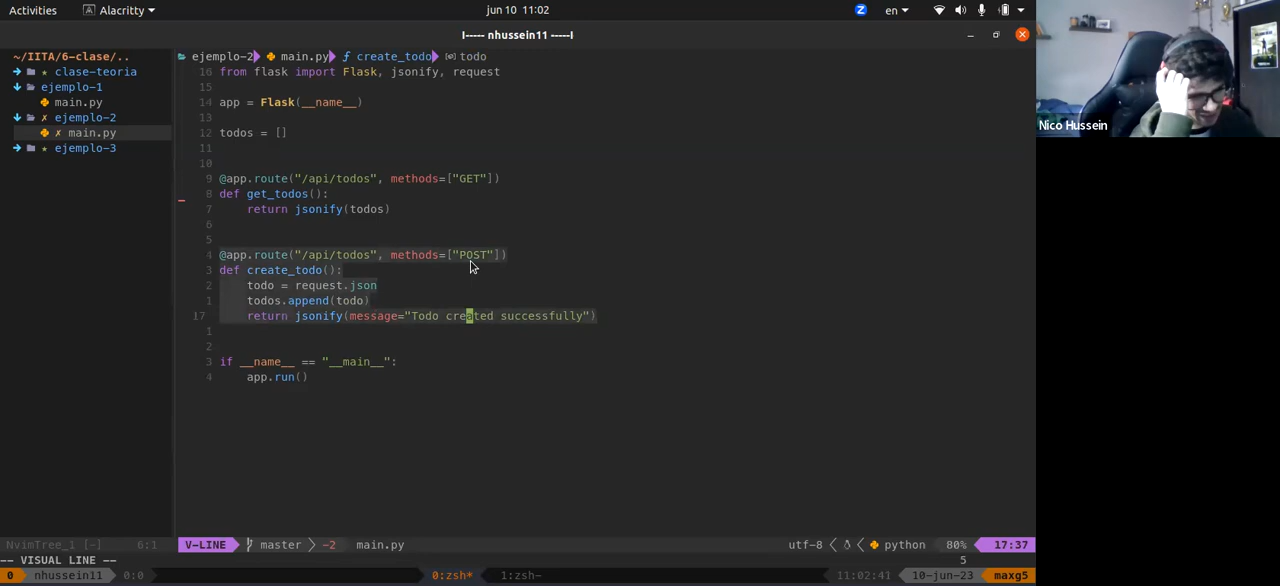 Activities
Alacritty
jun 10 11:02
en
I----- nhussein11 -----I
~/IITA/6-clase/..
clase-teoria
ejemplo-1
main.py
ejemplo-2
main.py
ejemplo-3
ejemplo-2 main.py create_todo todo
16 from flask import Flask, jsonify, request
15
14 app = Flask(__name__)
13
12 todos = []
11
10
9 @app.route("/api/todos", methods=["GET"])
8 def get_todos():
7 return jsonify(todos)
6
5
4 @app.route("/api/todos", methods=["POST"])
3 def create_todo():
2 todo = request.json
1 todos.append(todo)
17 return jsonify(message="Todo created successfully")
1
2
3 if __name__ == "__main__":
4 app.run()
NvimTree_1 [-] 6:1
V-LINE master -2 main.py
utf-8 python 80% 17:37
-- VISUAL LINE --
5
0 nhussein11 0:0 0:zsh* 1:zsh- 11:02:41 10-jun-23 maxg5
Nico Hussein